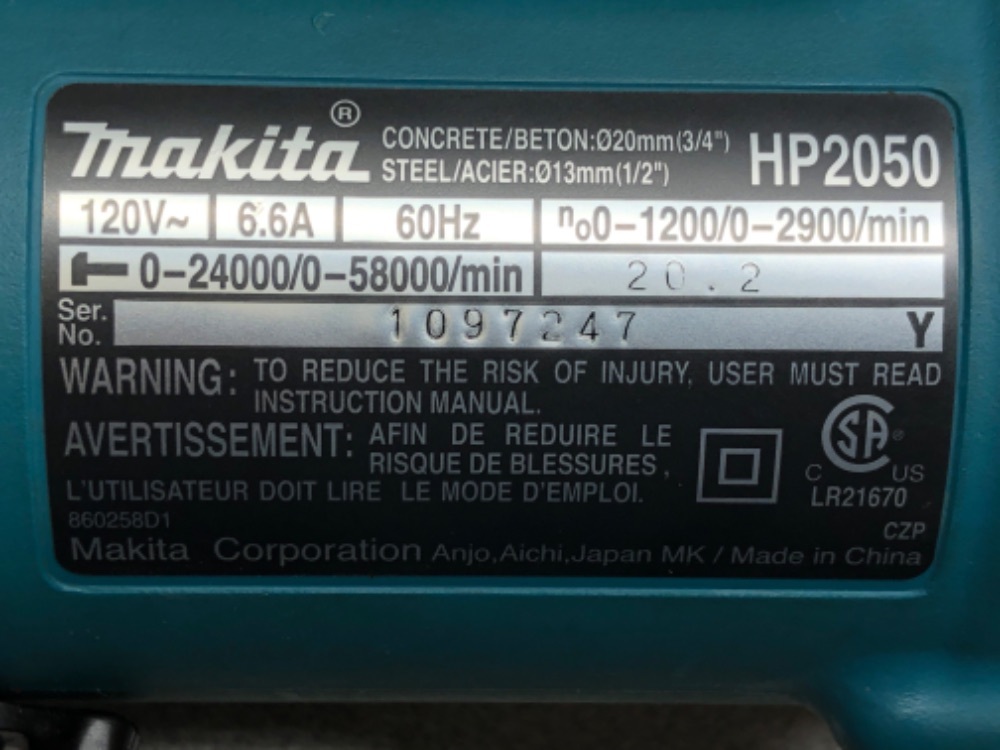 Makita®
CONCRETE/BETON:Ø20mm(3/4")
STEEL/ACIER:Ø13mm(1/2")
HP2050
120V~ 6.6A 60Hz n₀0-1200/0-2900/min
0-24000/0-58000/min 20.2
Ser. No. 1097247 Y
WARNING: TO REDUCE THE RISK OF INJURY, USER MUST READ
INSTRUCTION MANUAL.
AVERTISSEMENT: AFIN DE REDUIRE LE
RISQUE DE BLESSURES,
L'UTILISATEUR DOIT LIRE LE MODE D'EMPLOI.
C SA® US
LR21670
860258D1
CZP
Makita Corporation Anjo,Aichi,Japan MK / Made in China